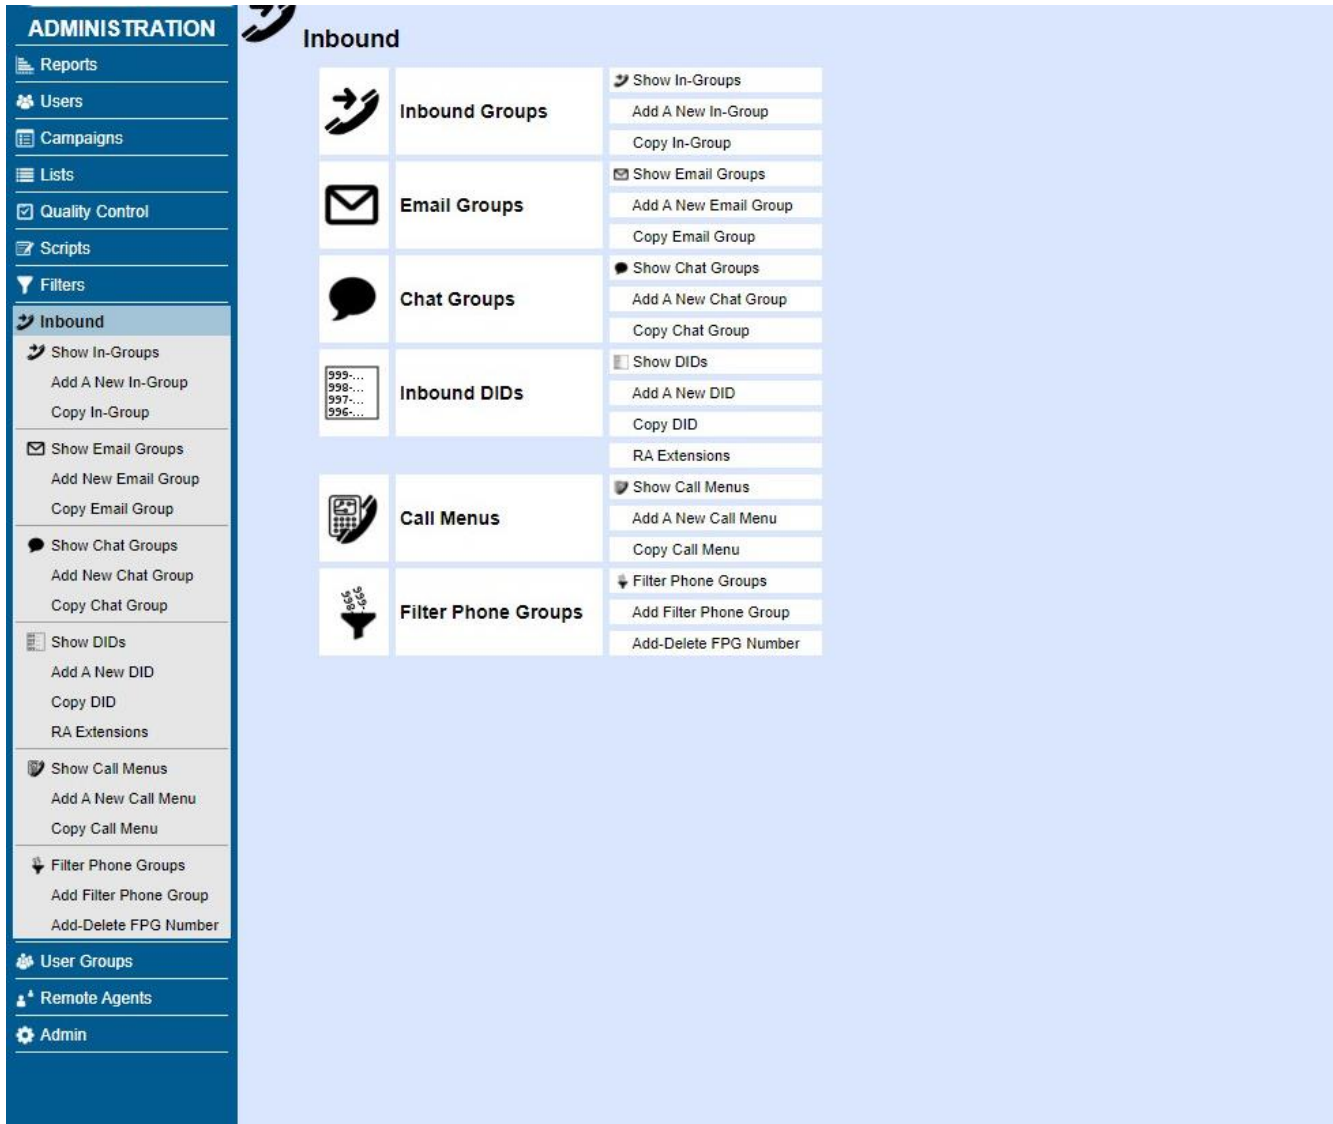 ADMINISTRATION
Reports
Users
Campaigns
Lists
Quality Control
Scripts
Filters
Inbound
Show In-Groups
Add A New In-Group
Copy In-Group
Show Email Groups
Add New Email Group
Copy Email Group
Show Chat Groups
Add New Chat Group
Copy Chat Group
Show DIDs
Add A New DID
Copy DID
RA Extensions
Show Call Menus
Add A New Call Menu
Copy Call Menu
Filter Phone Groups
Add Filter Phone Group
Add-Delete FPG Number
User Groups
Remote Agents
Admin
Inbound
Inbound Groups
Show In-Groups
Add A New In-Group
Copy In-Group
Email Groups
Show Email Groups
Add A New Email Group
Copy Email Group
Chat Groups
Show Chat Groups
Add A New Chat Group
Copy Chat Group
999-...
998-...
997-...
996-...
Inbound DIDs
Show DIDs
Add A New DID
Copy DID
RA Extensions
Call Menus
Show Call Menus
Add A New Call Menu
Copy Call Menu
999-
998-
Filter Phone Groups
Filter Phone Groups
Add Filter Phone Group
Add-Delete FPG Number